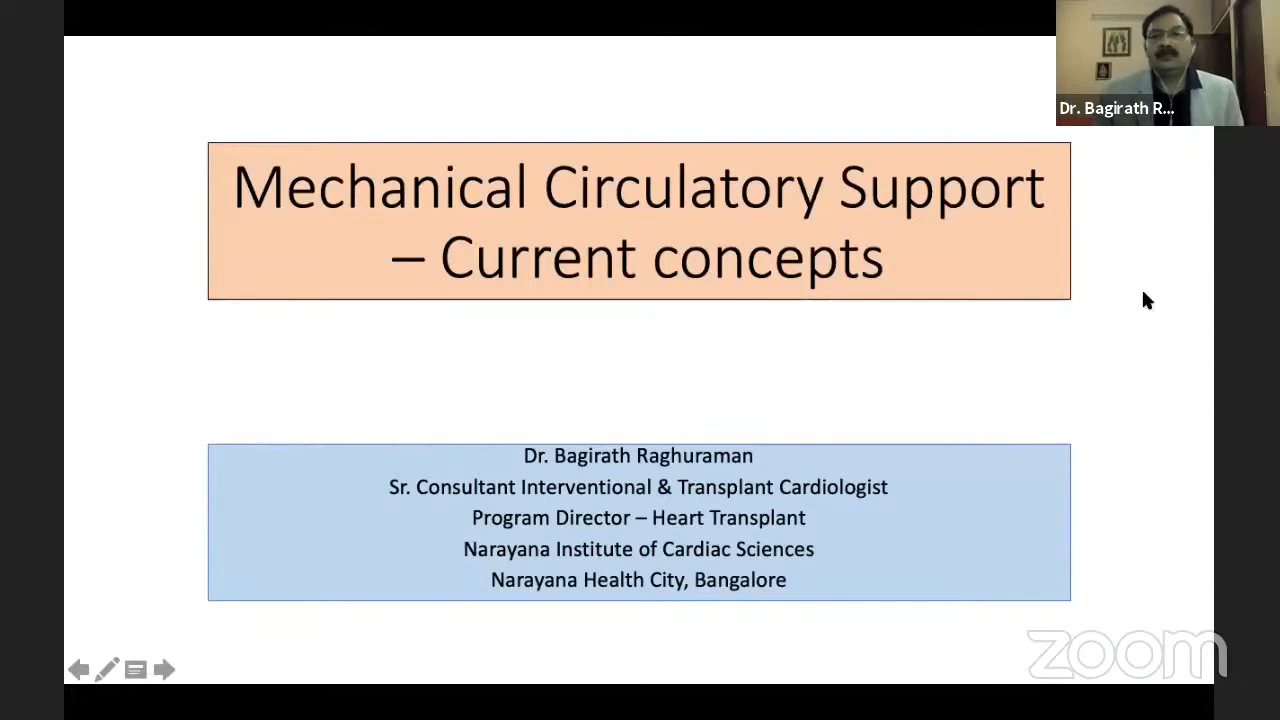 Dr. Bagirath R...
Mechanical Circulatory Support
– Current concepts
Dr. Bagirath Raghuraman
Sr. Consultant Interventional & Transplant Cardiologist
Program Director – Heart Transplant
Narayana Institute of Cardiac Sciences
Narayana Health City, Bangalore
zoom